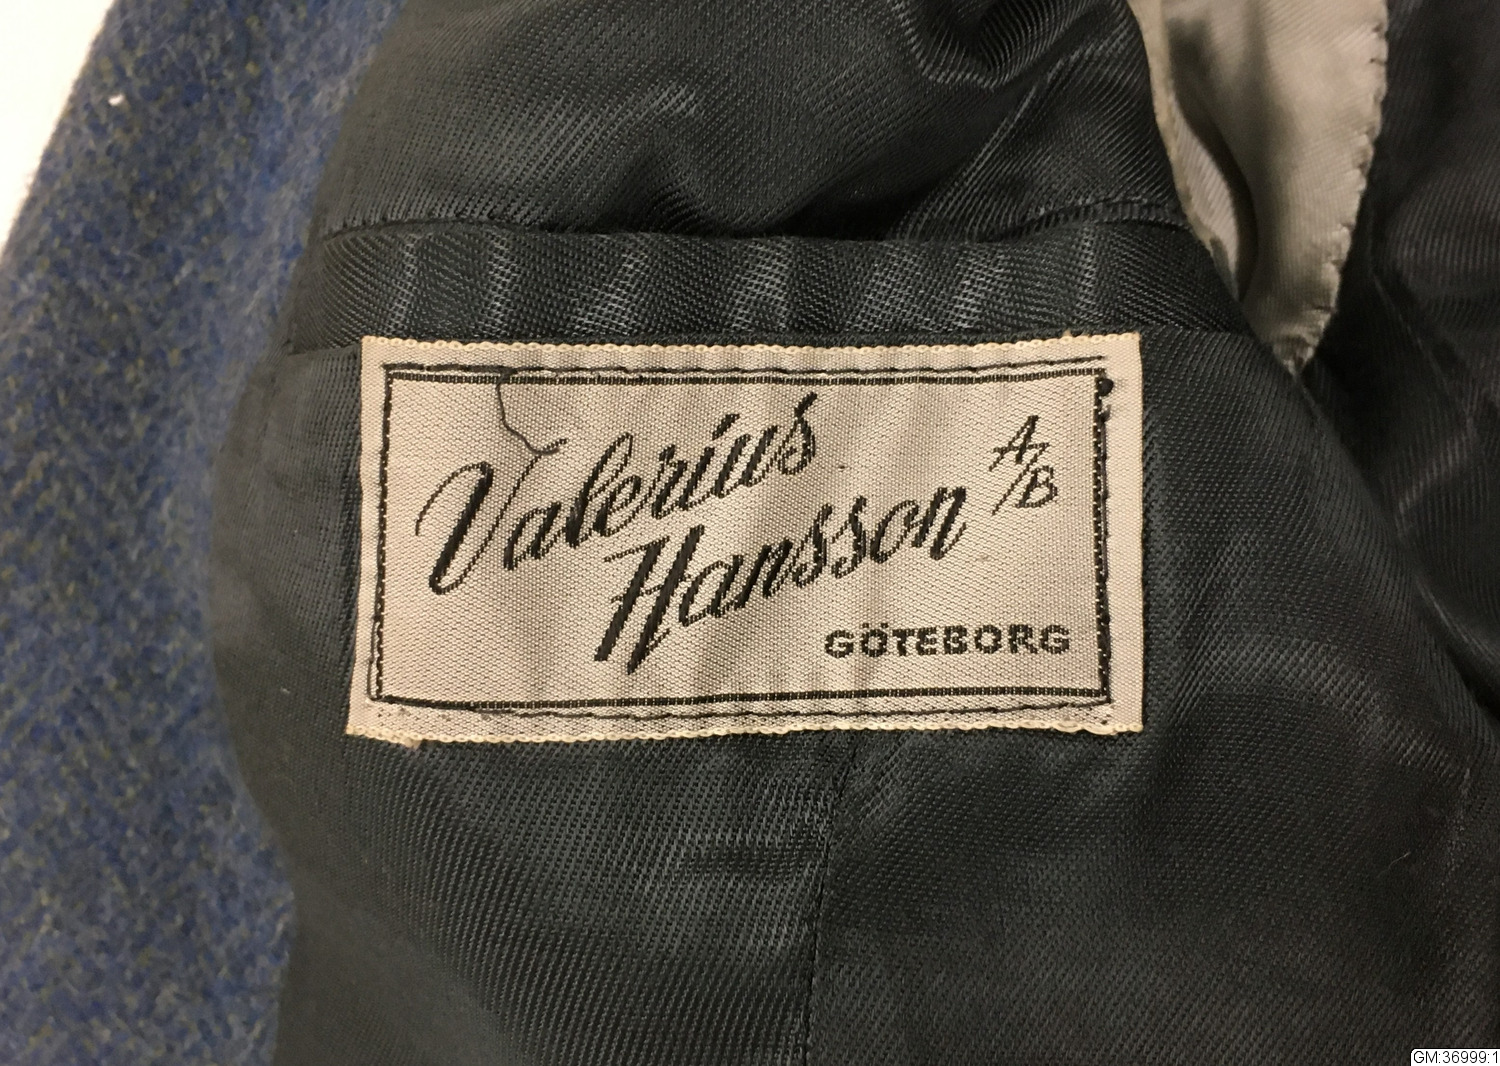 Valerius
Hansson A/B
GÖTEBORG
GM:36999:1